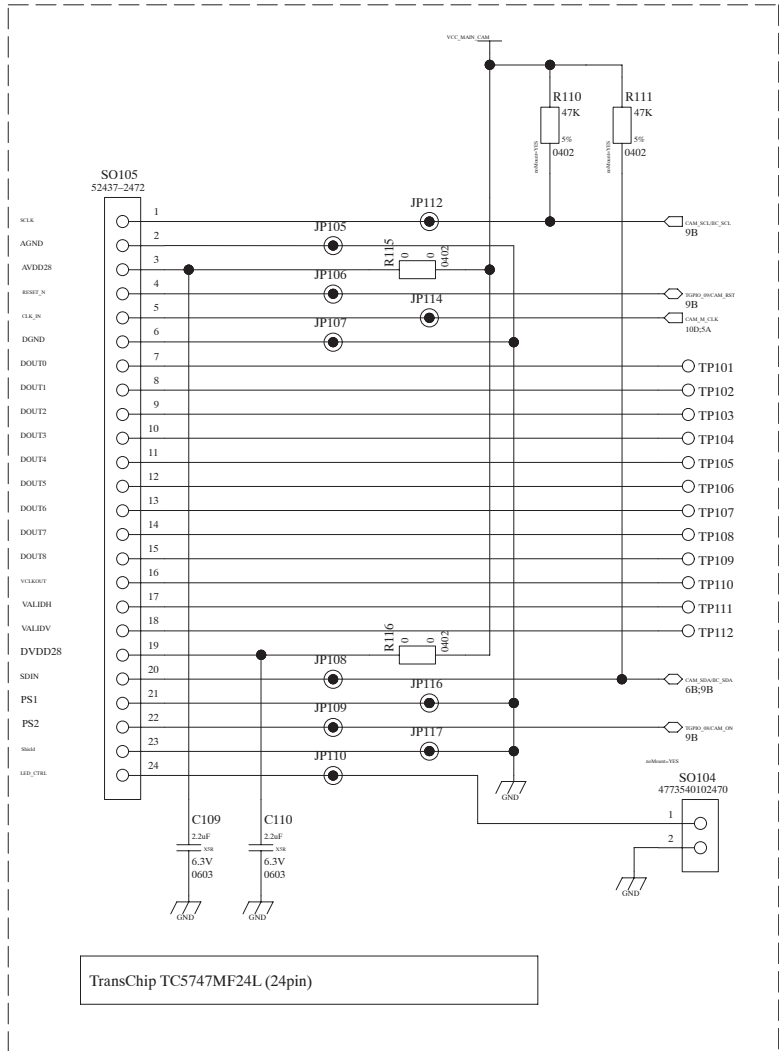 VCC_MAIN_CAM
R110
47K
5%
0402
noMount=YES
R111
47K
5%
0402
noMount=YES
SO105
52437–2472
SCLK 1 JP112 CAM_SCL/IIC_SCL
9B
AGND 2 JP105
AVDD28 3 R115 0 0 0402
RESET_N 4 JP106 TGPIO_09/CAM_RST
9B
CLK_IN 5 JP114 CAM_M_CLK
10D;5A
DGND 6 JP107
DOUT0 7 TP101
DOUT1 8 TP102
DOUT2 9 TP103
DOUT3 10 TP104
DOUT4 11 TP105
DOUT5 12 TP106
DOUT6 13 TP107
DOUT7 14 TP108
DOUT8 15 TP109
VCLKOUT 16 TP110
VALIDH 17 TP111
VALIDV 18 TP112
DVDD28 19 R116 0 0 0402
SDIN 20 JP108 CAM_SDA/IIC_SDA
6B;9B
PS1 21 JP116
PS2 22 JP109 TGPIO_08/CAM_ON
9B
Shield 23 JP117
LED_CTRL 24 JP110
GND
noMount=YES
SO104
4773540102470
1
2
GND
C109
2.2uF
X5R
6.3V
0603
GND
C110
2.2uF
X5R
6.3V
0603
GND
TransChip TC5747MF24L (24pin)